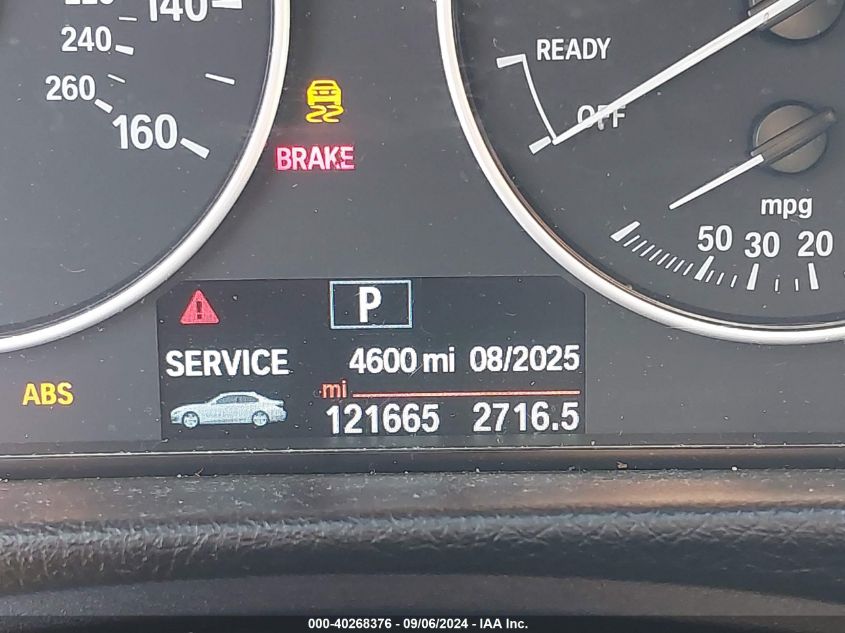 140
240
260
160
READY
OFF
BRAKE
mpg
50 30 20
P
SERVICE 4600 mi 08/2025
ABS
mi
121665 2716.5
000-40268376 - 09/06/2024 - IAA Inc.